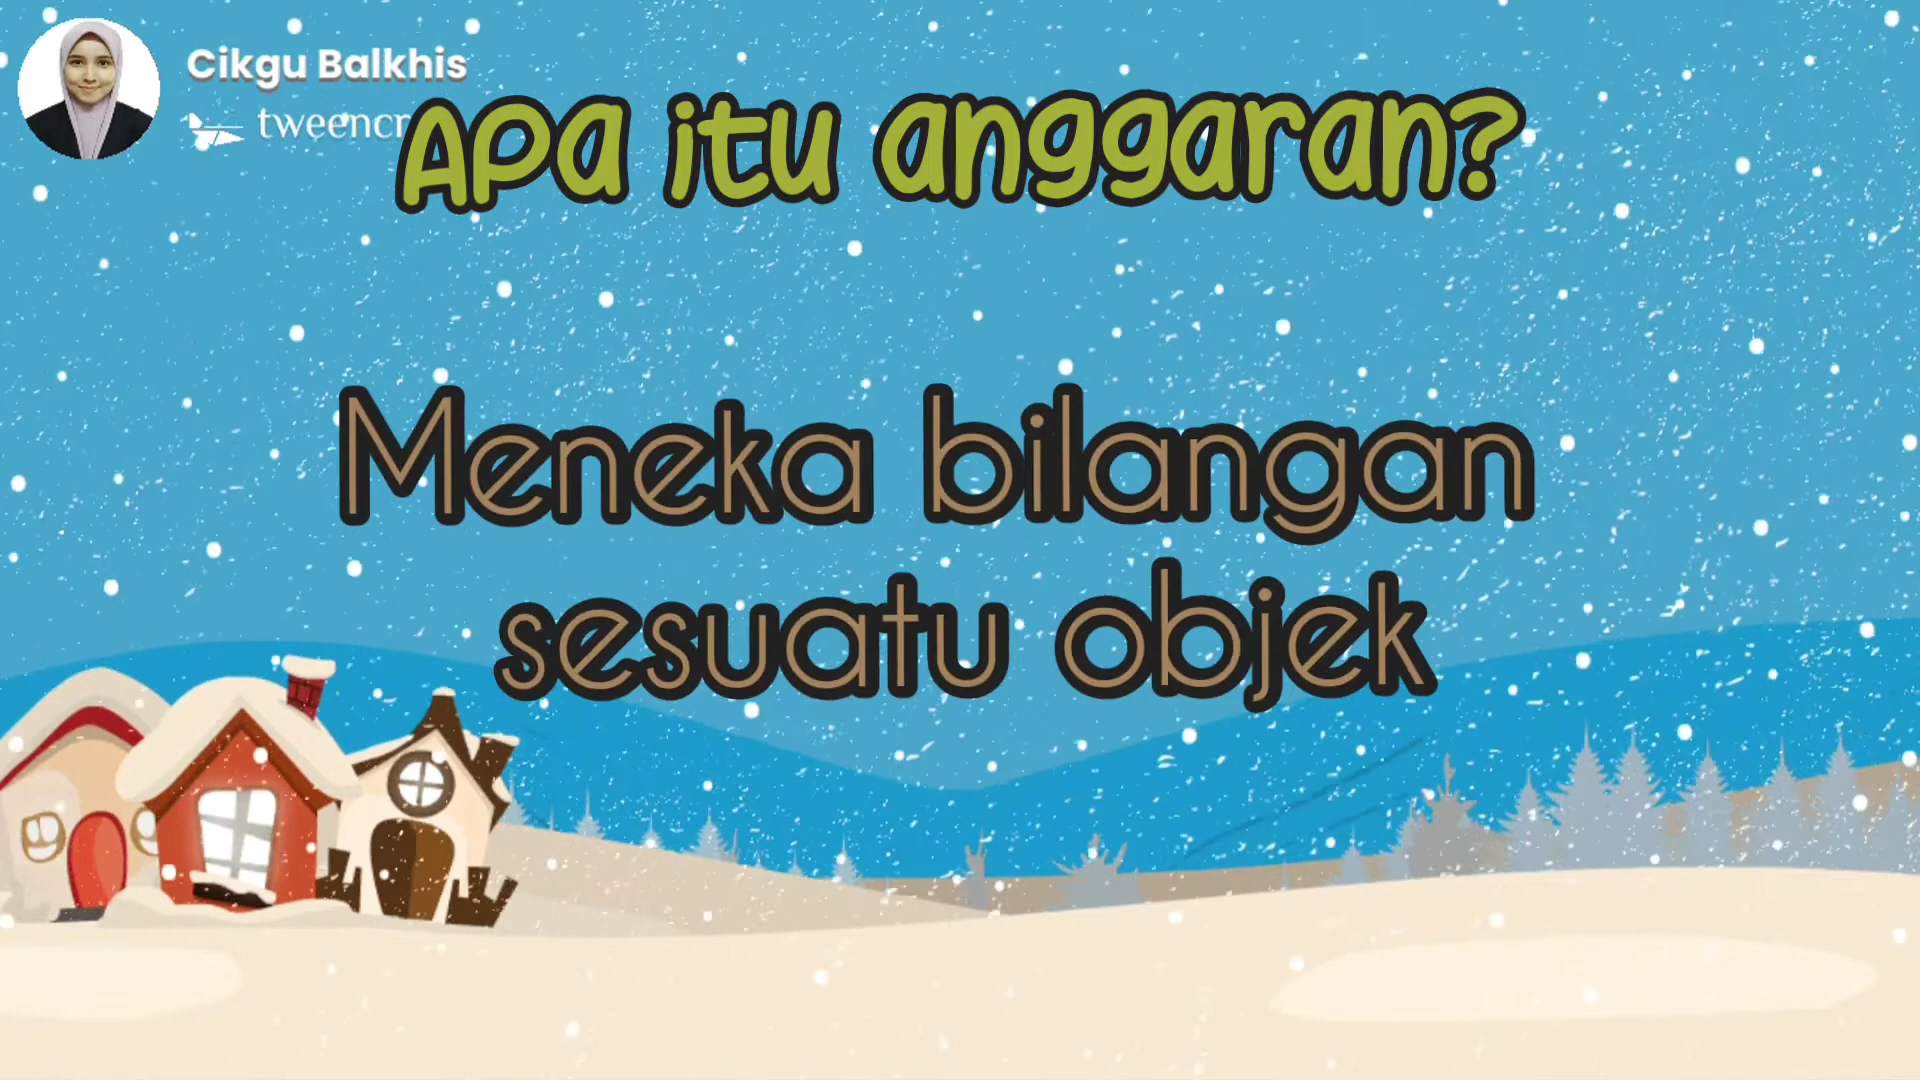 Cikgu Balkhis
Apa itu anggaran?
Meneka bilangan
sesuatu objek